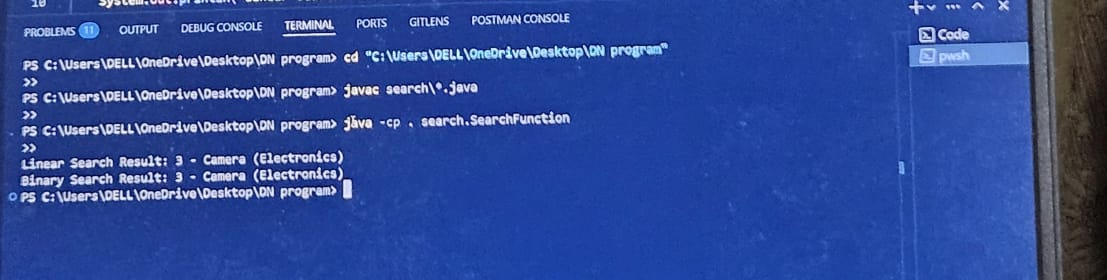 10
PROBLEMS 11 OUTPUT DEBUG CONSOLE TERMINAL PORTS GITLENS POSTMAN CONSOLE
PS C:\Users\DELL\OneDrive\Desktop\DN program> cd "C:\Users\DELL\OneDrive\Desktop\DN program"
>>
PS C:\Users\DELL\OneDrive\Desktop\DN program> javac search\*.java
>>
PS C:\Users\DELL\OneDrive\Desktop\DN program> java -cp . search.SearchFunction
>>
Linear Search Result: 3 - Camera (Electronics)
Binary Search Result: 3 - Camera (Electronics)
PS C:\Users\DELL\OneDrive\Desktop\DN program>
Code
pwsh